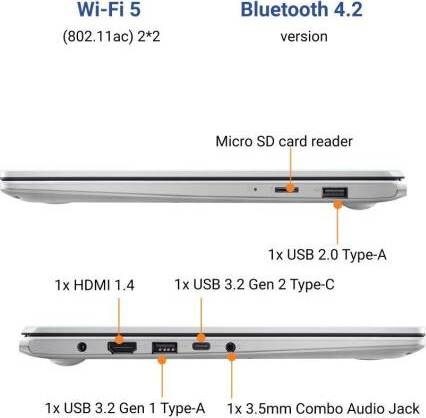 Wi-Fi 5 Bluetooth 4.2
(802.11ac) 2*2 version
Micro SD card reader
1x USB 2.0 Type-A
1x HDMI 1.4 1x USB 3.2 Gen 2 Type-C
1x USB 3.2 Gen 1 Type-A 1x 3.5mm Combo Audio Jack